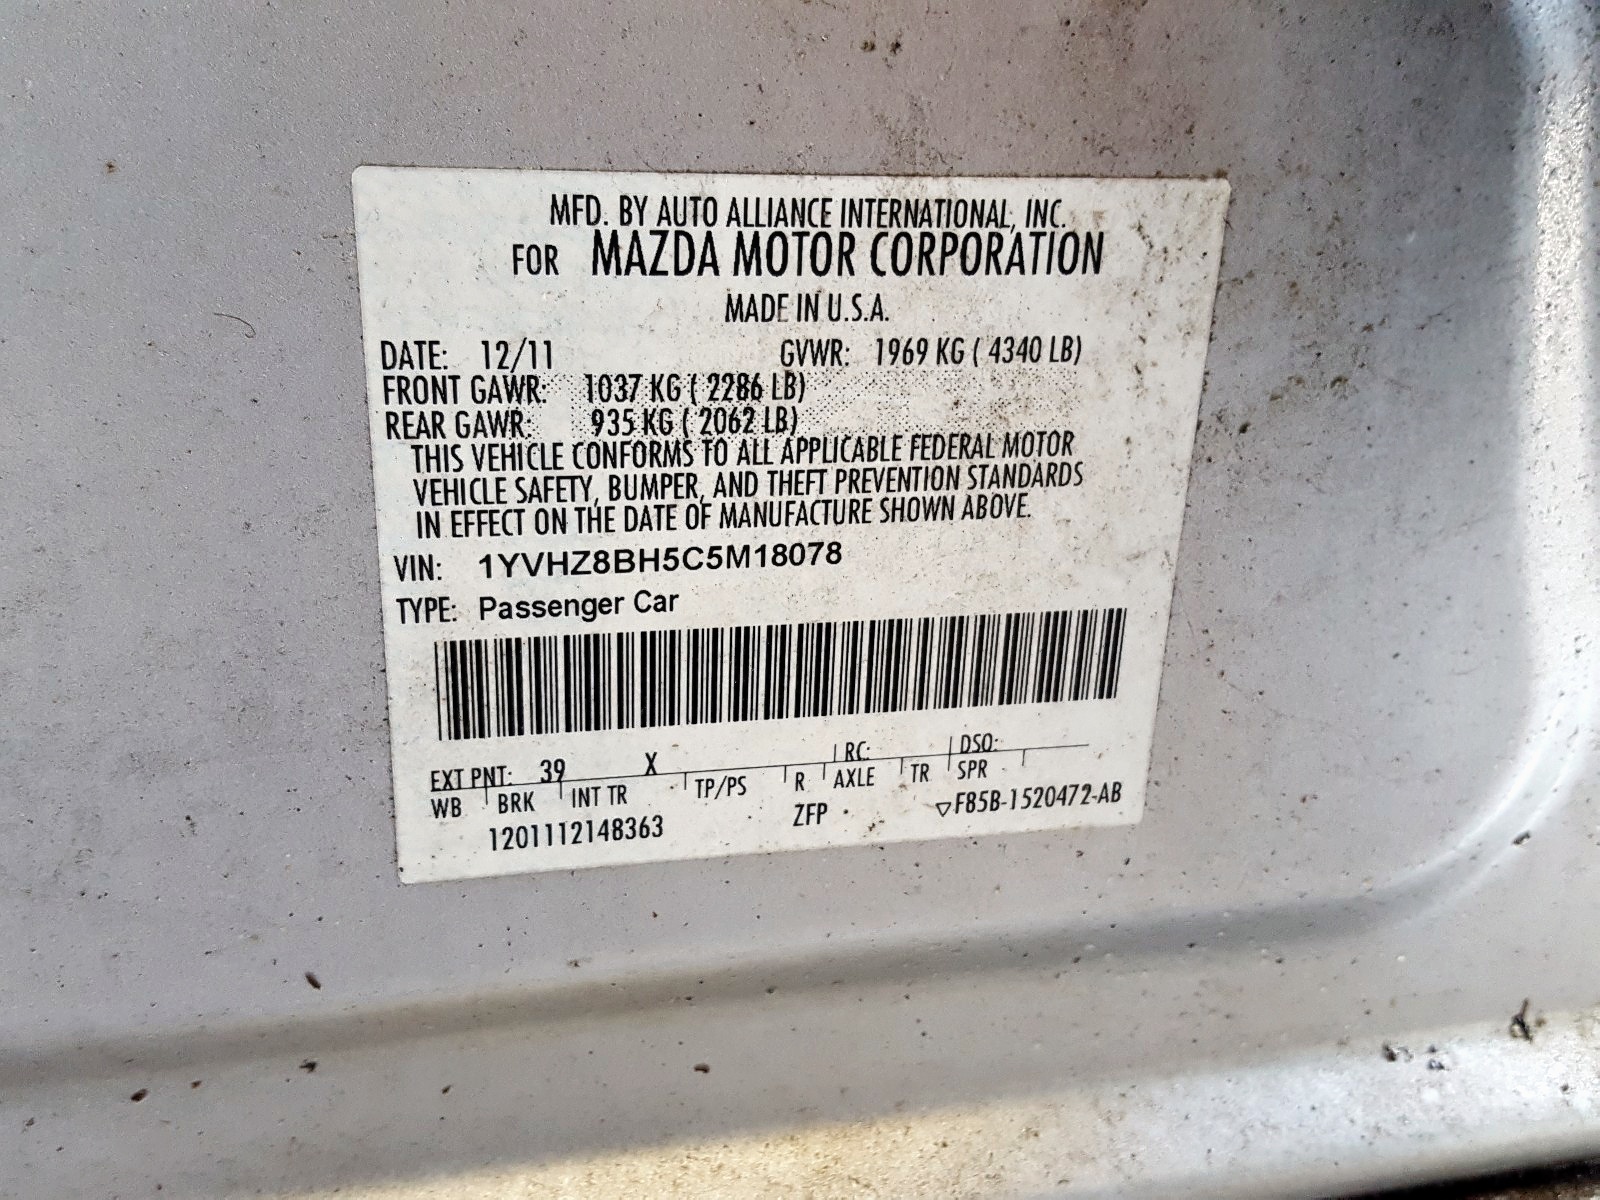 MFD. BY AUTO ALLIANCE INTERNATIONAL, INC.
FOR MAZDA MOTOR CORPORATION
MADE IN U.S.A.
DATE: 12/11 GVWR: 1969 KG ( 4340 LB)
FRONT GAWR: 1037 KG ( 2286 LB)
REAR GAWR: 935 KG ( 2062 LB)
THIS VEHICLE CONFORMS TO ALL APPLICABLE FEDERAL MOTOR
VEHICLE SAFETY, BUMPER, AND THEFT PREVENTION STANDARDS
IN EFFECT ON THE DATE OF MANUFACTURE SHOWN ABOVE.
VIN: 1YVHZ8BH5C5M18078
TYPE: Passenger Car
EXT PNT: 39 X RC: DSO:
WB BRK INT TR TP/PS R AXLE TR SPR
1201112148363 ZFP ▽F85B-1520472-AB